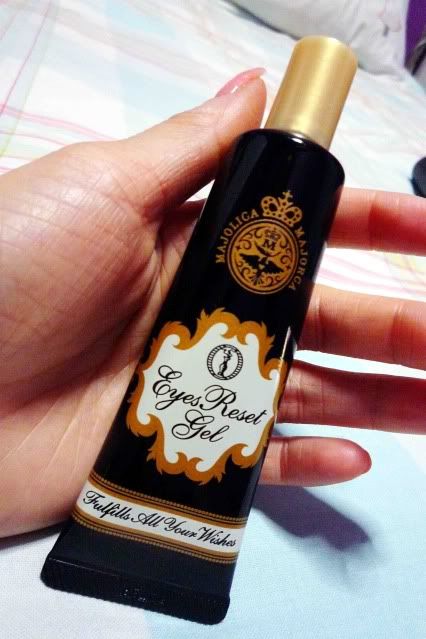 MAJOLICA MAJORCA
M
Eyes Reset
Gel
Fulfills All Your Wishes